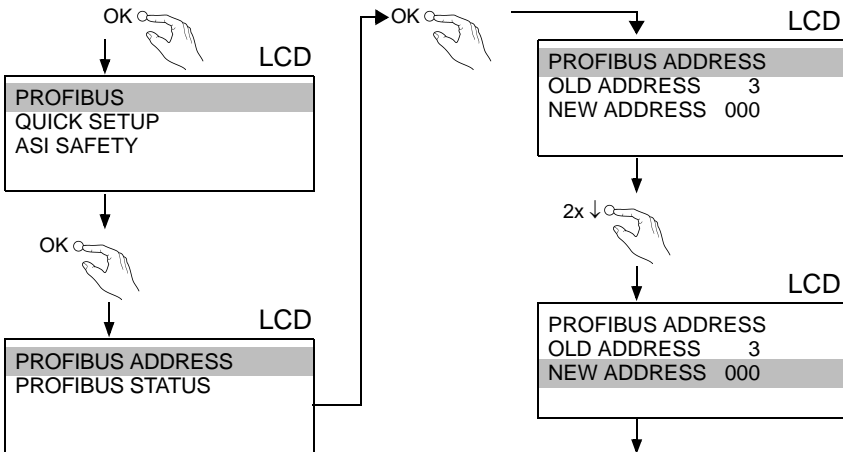 OK
LCD
PROFIBUS
QUICK SETUP
ASI SAFETY
OK
LCD
PROFIBUS ADDRESS
PROFIBUS STATUS
OK
LCD
PROFIBUS ADDRESS
OLD ADDRESS 3
NEW ADDRESS 000
2x ↓
LCD
PROFIBUS ADDRESS
OLD ADDRESS 3
NEW ADDRESS 000